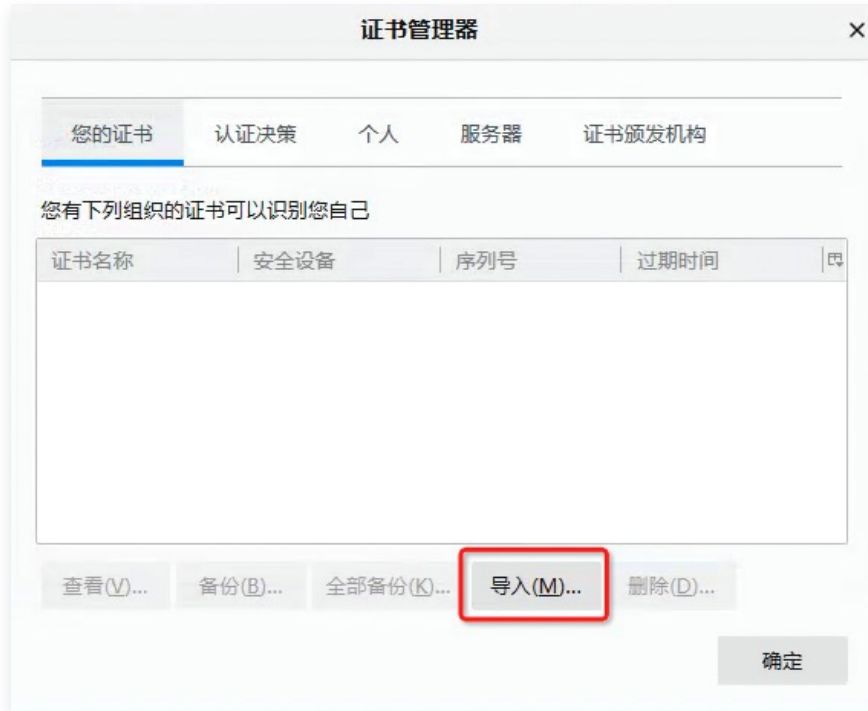 证书管理器
您的证书 认证决策 个人 服务器 证书颁发机构
您有下列组织的证书可以识别您自己
证书名称 安全设备 序列号 过期时间
查看(V)... 备份(B)... 全部备份(K)... 导入(M)... 删除(D)...
确定